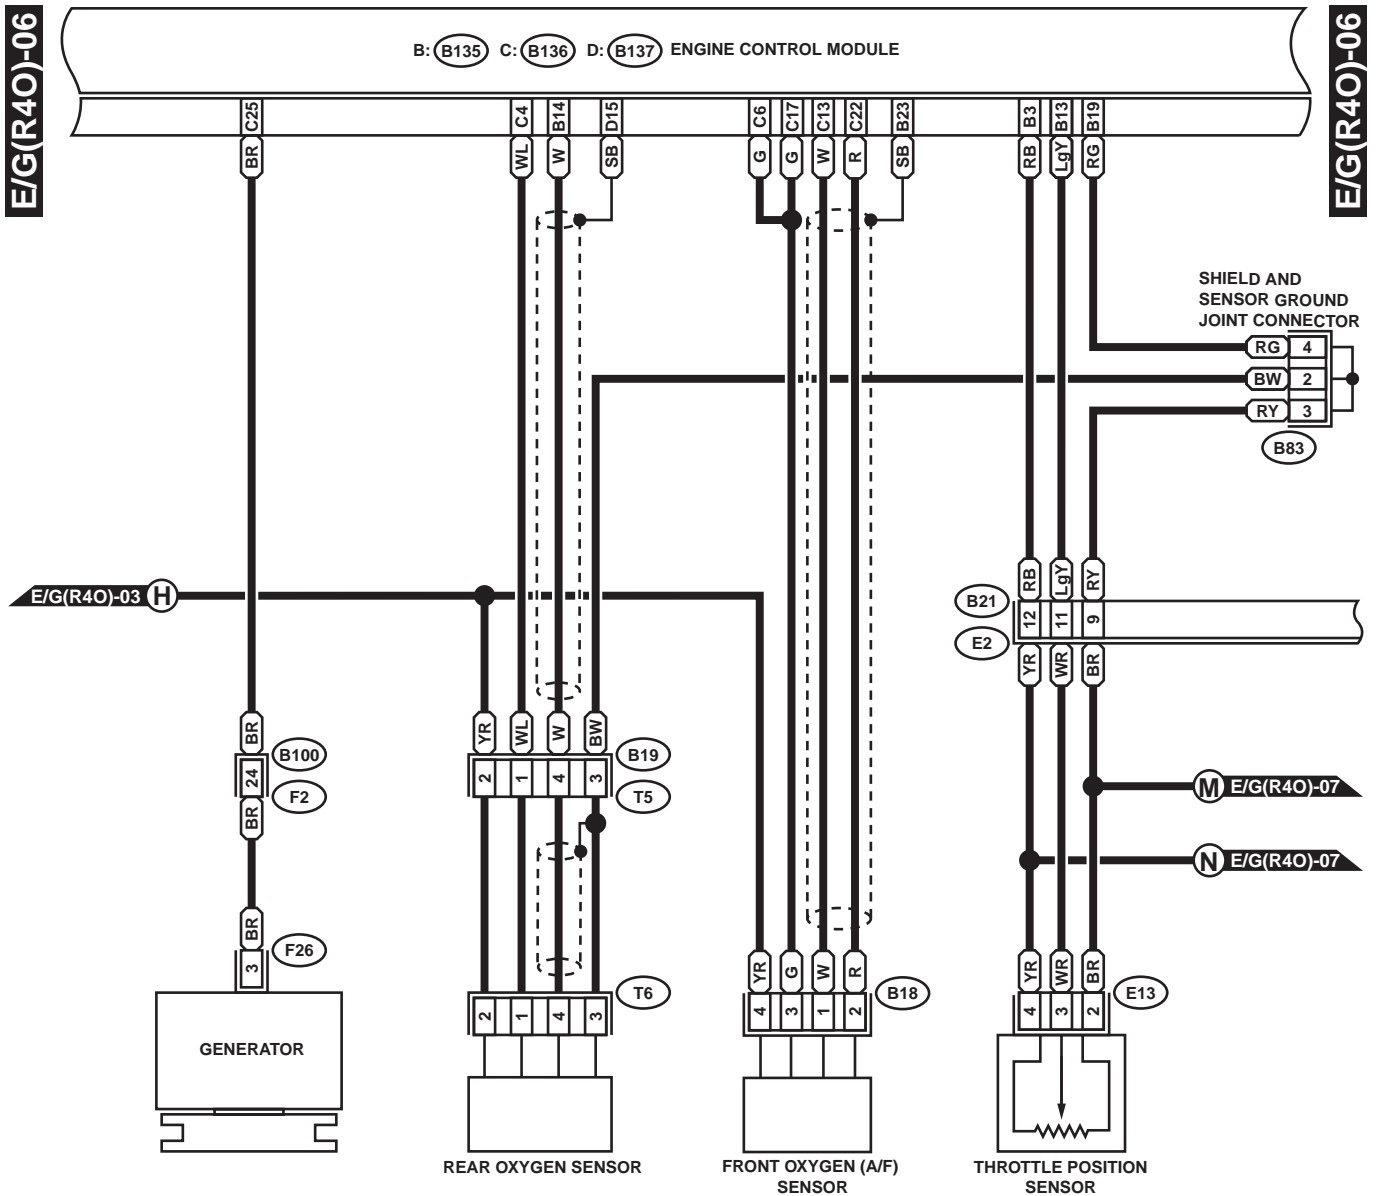 E/G(R4O)-06
E/G(R4O)-06
B: B135 C: B136 D: B137 ENGINE CONTROL MODULE
C25 C4 B14 D15 C6 C17 C13 C22 B23 B3 B13 B19
BR WL W SB G G W R SB RB LgY RG
SHIELD AND
SENSOR GROUND
JOINT CONNECTOR
RG 4
BW 2
RY 3
B83
RB LgY RY
E/G(R4O)-03 H
B21
12 11 9
E2
YR WR BR
BR YR WL W BW
B100 B19
24 2 1 4 3
F2 T5
BR
M E/G(R4O)-07
N E/G(R4O)-07
BR
F26
3
YR G W R
YR WR BR
T6 B18 E13
2 1 4 3
4 3 1 2
4 3 2
GENERATOR
REAR OXYGEN SENSOR
FRONT OXYGEN (A/F)
SENSOR
THROTTLE POSITION
SENSOR